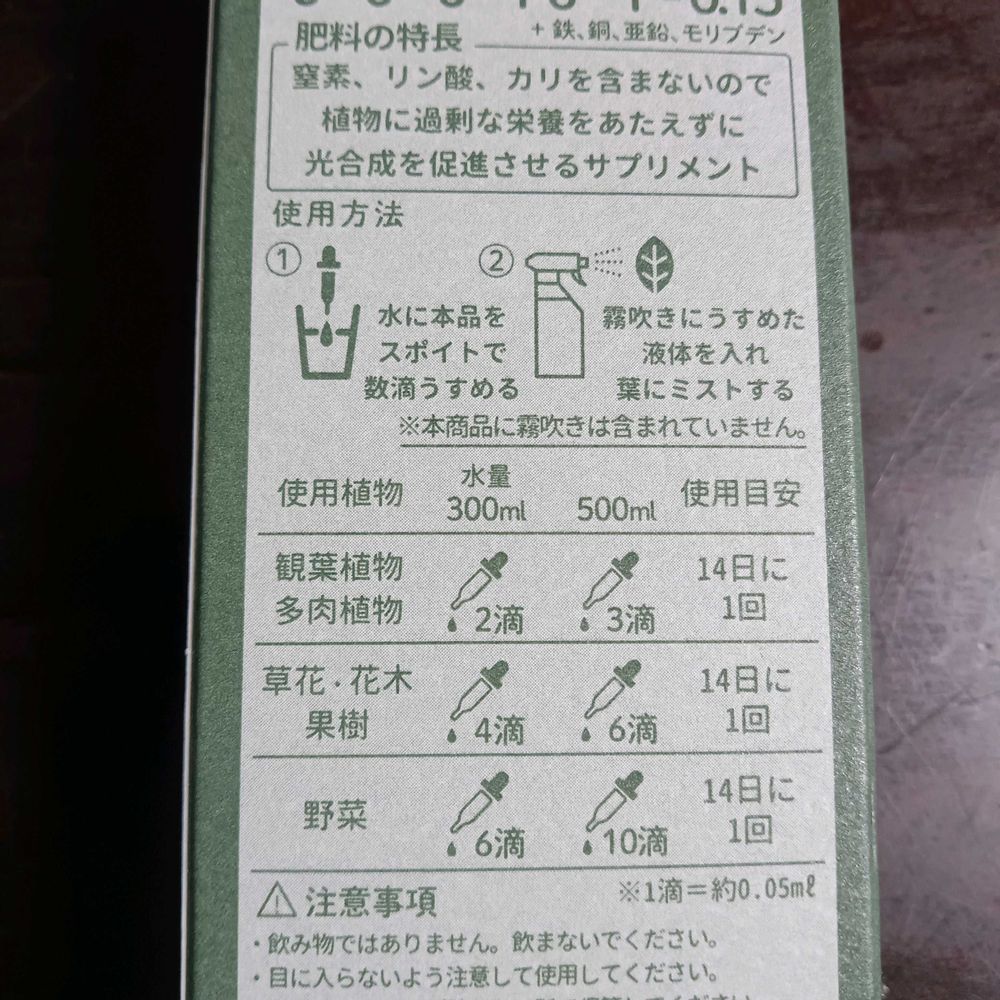 ＋鉄、銅、亜鉛、モリブデン
肥料の特長
窒素、リン酸、カリを含まないので
植物に過剰な栄養をあたえずに
光合成を促進させるサプリメント
使用方法
①
水に本品を
スポイトで
数滴うすめる
②
霧吹きにうすめた
液体を入れ
葉にミストする
※本商品に霧吹きは含まれていません。
使用植物 水量 300ml 500ml 使用目安
観葉植物
多肉植物
2滴 3滴
14日に
1回
草花・花木
果樹
4滴 6滴
14日に
1回
野菜
6滴 10滴
14日に
1回
※1滴＝約0.05mℓ
⚠注意事項
・飲み物ではありません。飲まないでください。
・目に入らないよう注意して使用してください。